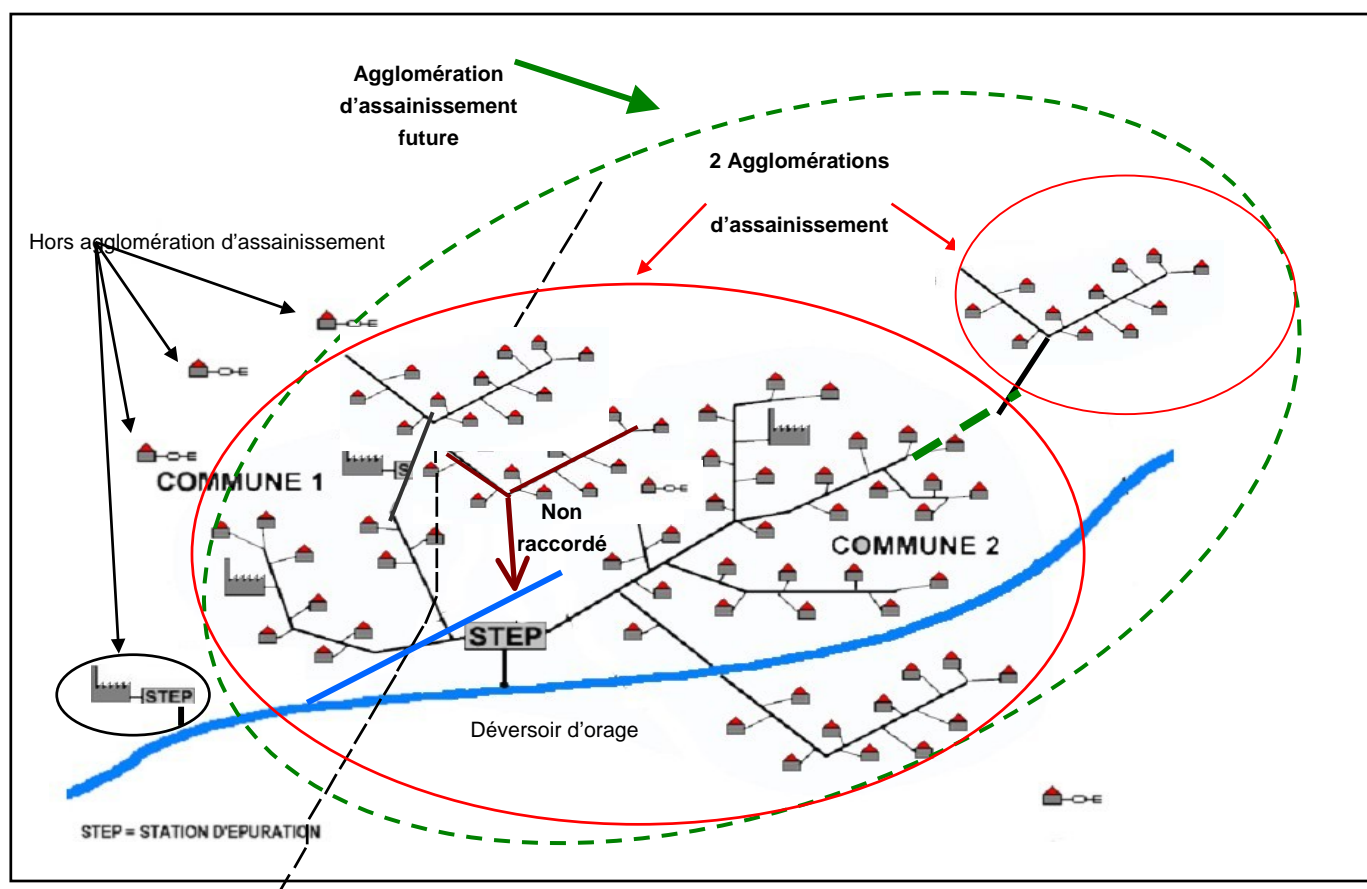 Agglomération
d'assainissement
future
2 Agglomérations
d'assainissement
Hors agglomération d'assainissement
COMMUNE 1
S
Non
raccordé
COMMUNE 2
STEP
STEP
Déversoir d'orage
STEP = STATION D'EPURATION